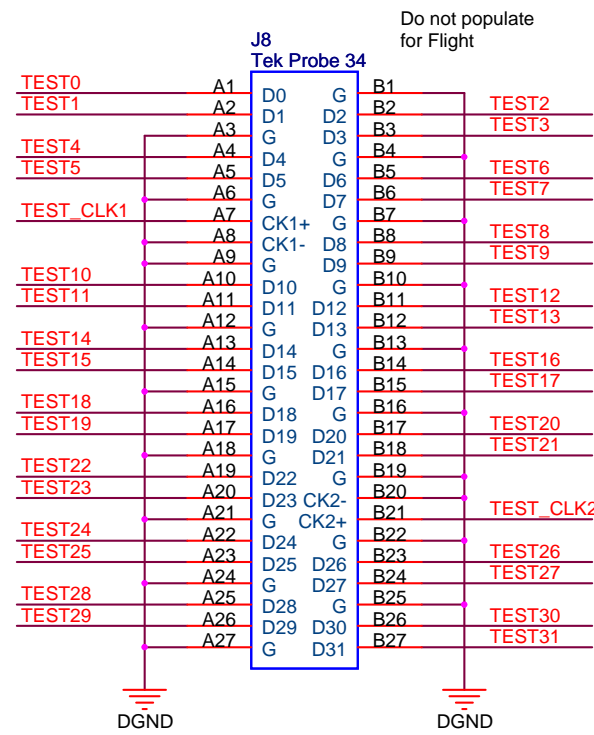 Do not populate
for Flight
J8
Tek Probe 34
TEST0 A1 D0 G B1
TEST1 A2 D1 D2 B2 TEST2
A3 G D3 B3 TEST3
TEST4 A4 D4 G B4
TEST5 A5 D5 D6 B5 TEST6
A6 G D7 B6 TEST7
TEST_CLK1 A7 CK1+ G B7
A8 CK1- D8 B8 TEST8
A9 G D9 B9 TEST9
TEST10 A10 D10 G B10
TEST11 A11 D11 D12 B11 TEST12
A12 G D13 B12 TEST13
TEST14 A13 D14 G B13
TEST15 A14 D15 D16 B14 TEST16
A15 G D17 B15 TEST17
TEST18 A16 D18 G B16
TEST19 A17 D19 D20 B17 TEST20
A18 G D21 B18 TEST21
TEST22 A19 D22 G B19
TEST23 A20 D23 CK2- B20
A21 G CK2+ B21 TEST_CLK2
TEST24 A22 D24 G B22
TEST25 A23 D25 D26 B23 TEST26
A24 G D27 B24 TEST27
TEST28 A25 D28 G B25
TEST29 A26 D29 D30 B26 TEST30
A27 G D31 B27 TEST31
DGND DGND